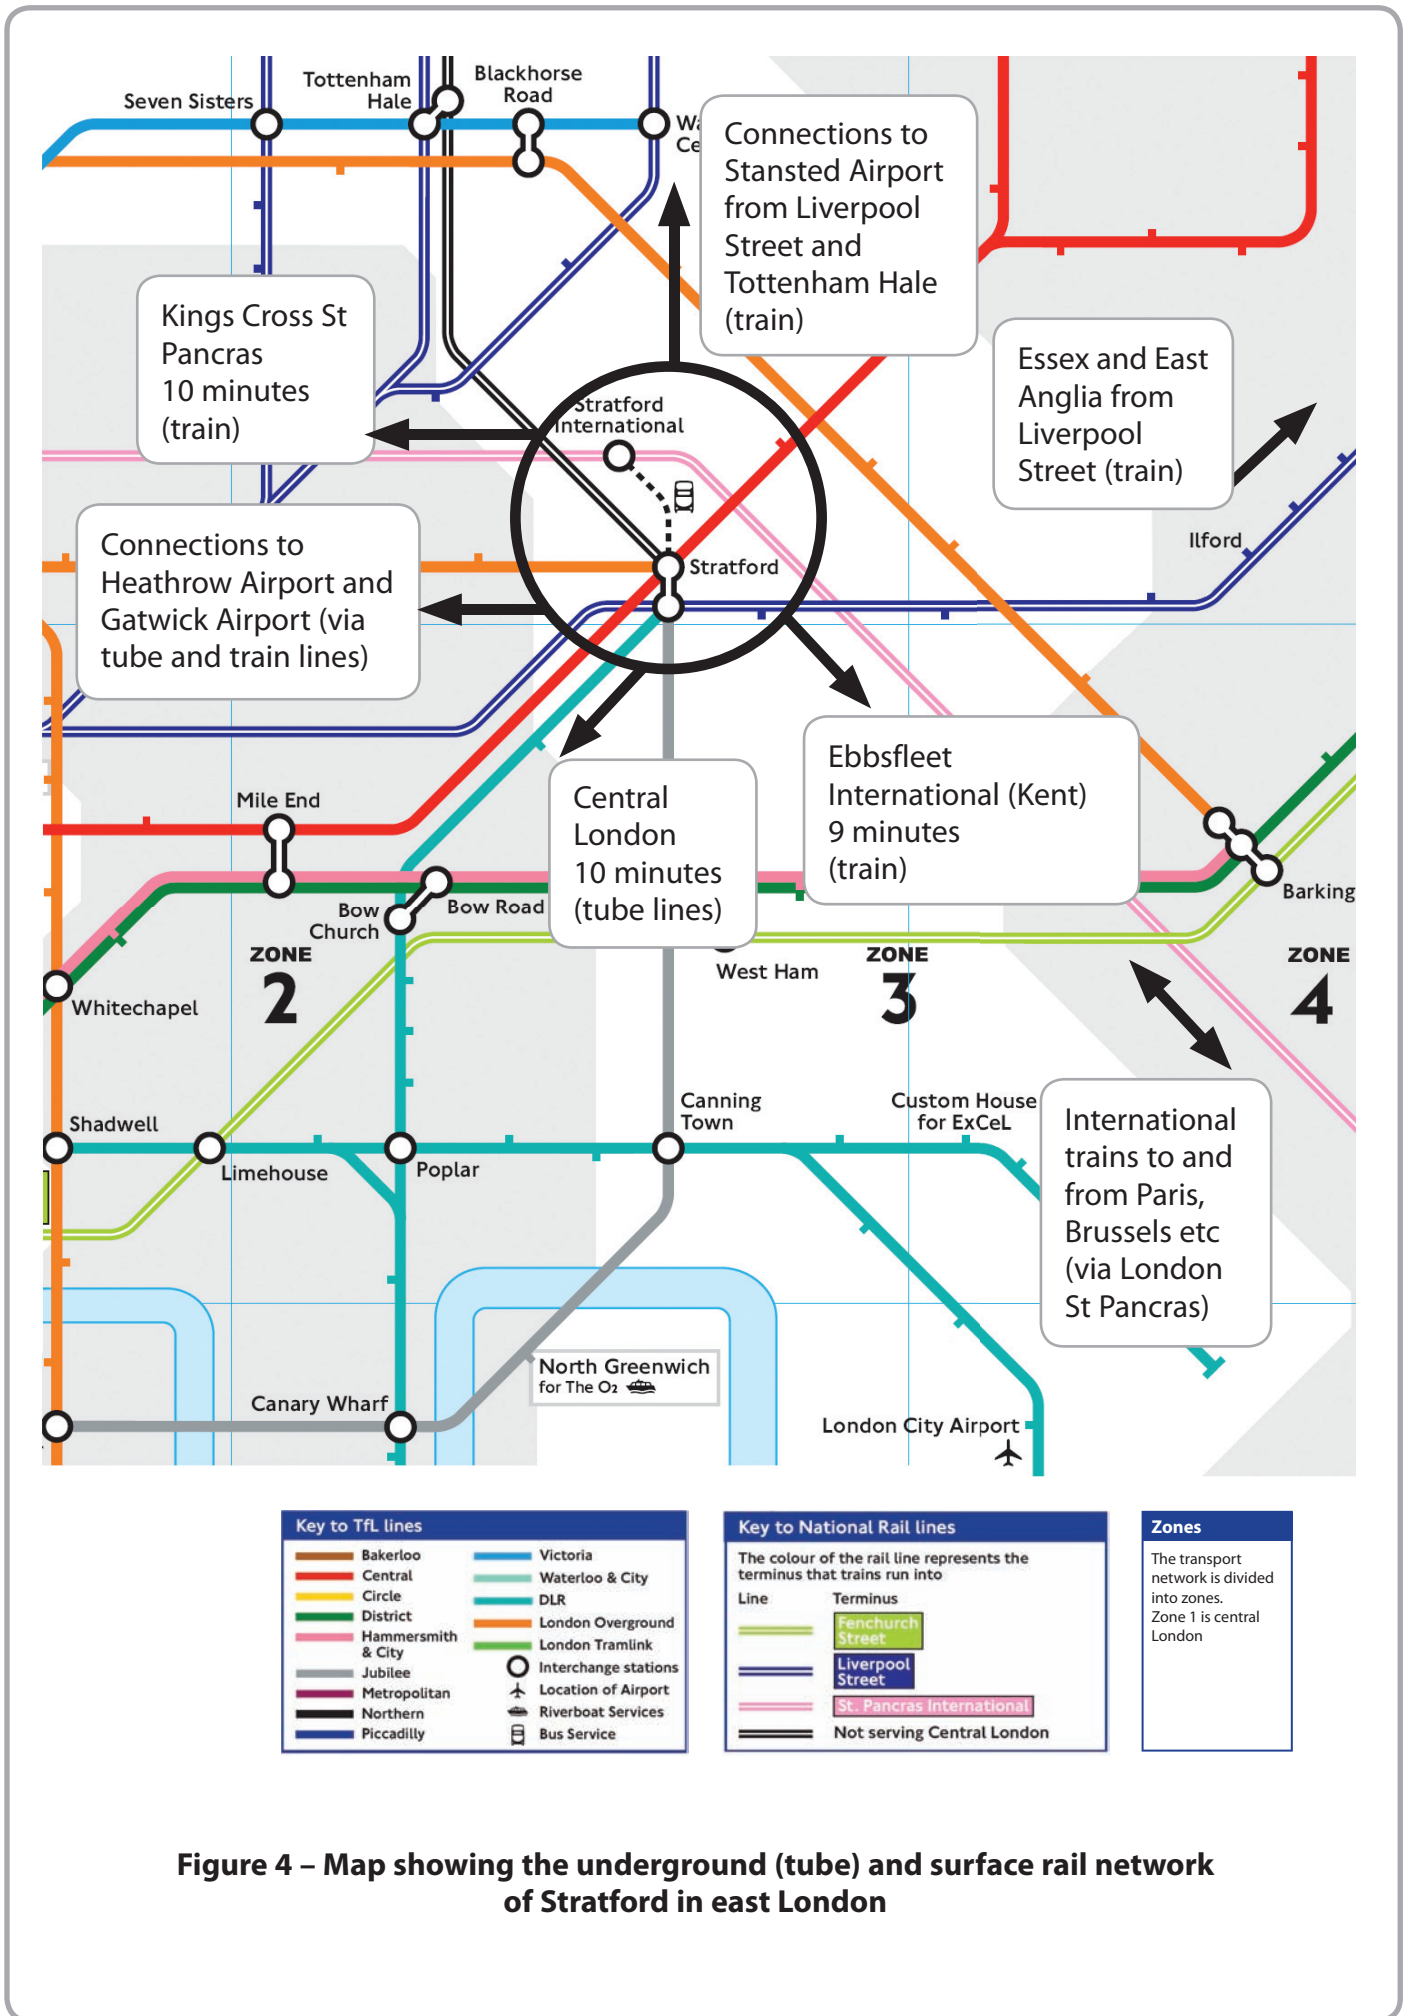 Seven Sisters
Tottenham
Hale
Blackhorse
Road
Wa
Ce
Connections to
Stansted Airport
from Liverpool
Street and
Tottenham Hale
(train)
Kings Cross St
Pancras
10 minutes
(train)
Essex and East
Anglia from
Liverpool
Street (train)
Stratford
International
Connections to
Heathrow Airport and
Gatwick Airport (via
tube and train lines)
Stratford
Ilford
Ebbsfleet
International (Kent)
9 minutes
(train)
Central
London
10 minutes
(tube lines)
Mile End
Bow
Church
Bow Road
Barking
West Ham
ZONE
2
ZONE
3
ZONE
4
Whitechapel
Shadwell
Limehouse
Poplar
Canning
Town
Custom House
for ExCeL
International
trains to and
from Paris,
Brussels etc
(via London
St Pancras)
North Greenwich
for The O2
Canary Wharf
London City Airport
Key to TfL lines
Bakerloo
Central
Circle
District
Hammersmith
& City
Jubilee
Metropolitan
Northern
Piccadilly
Victoria
Waterloo & City
DLR
London Overground
London Tramlink
Interchange stations
Location of Airport
Riverboat Services
Bus Service
Key to National Rail lines
The colour of the rail line represents the
terminus that trains run into
Line Terminus
Fenchurch
Street
Liverpool
Street
St. Pancras International
Not serving Central London
Zones
The transport
network is divided
into zones.
Zone 1 is central
London
Figure 4 – Map showing the underground (tube) and surface rail network
of Stratford in east London